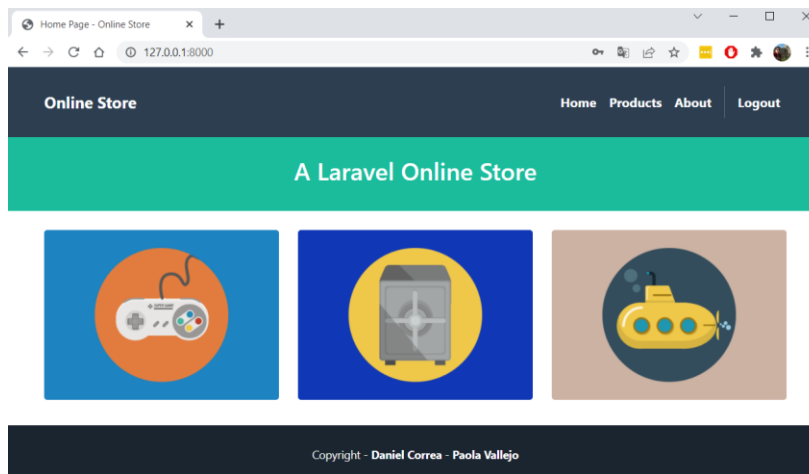 Home Page - Online Store
127.0.0.1:8000
Online Store
Home Products About Logout
A Laravel Online Store
Copyright - Daniel Correa - Paola Vallejo